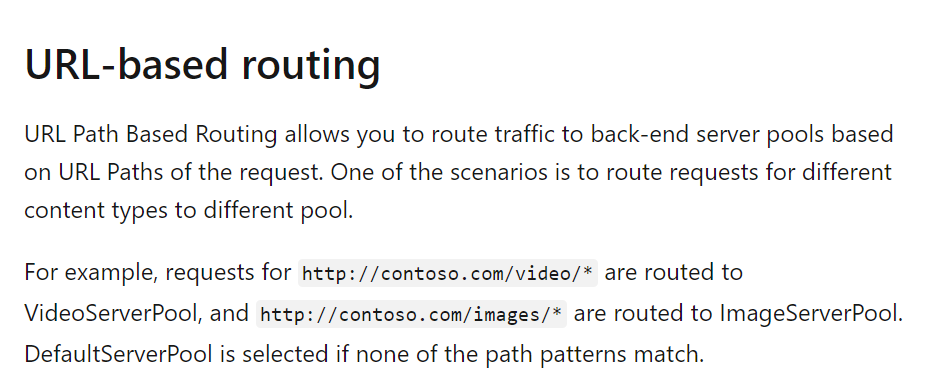 URL-based routing
URL Path Based Routing allows you to route traffic to back-end server pools based
on URL Paths of the request. One of the scenarios is to route requests for different
content types to different pool.
For example, requests for http://contoso.com/video/* are routed to
VideoServerPool, and http://contoso.com/images/* are routed to ImageServerPool.
DefaultServerPool is selected if none of the path patterns match.